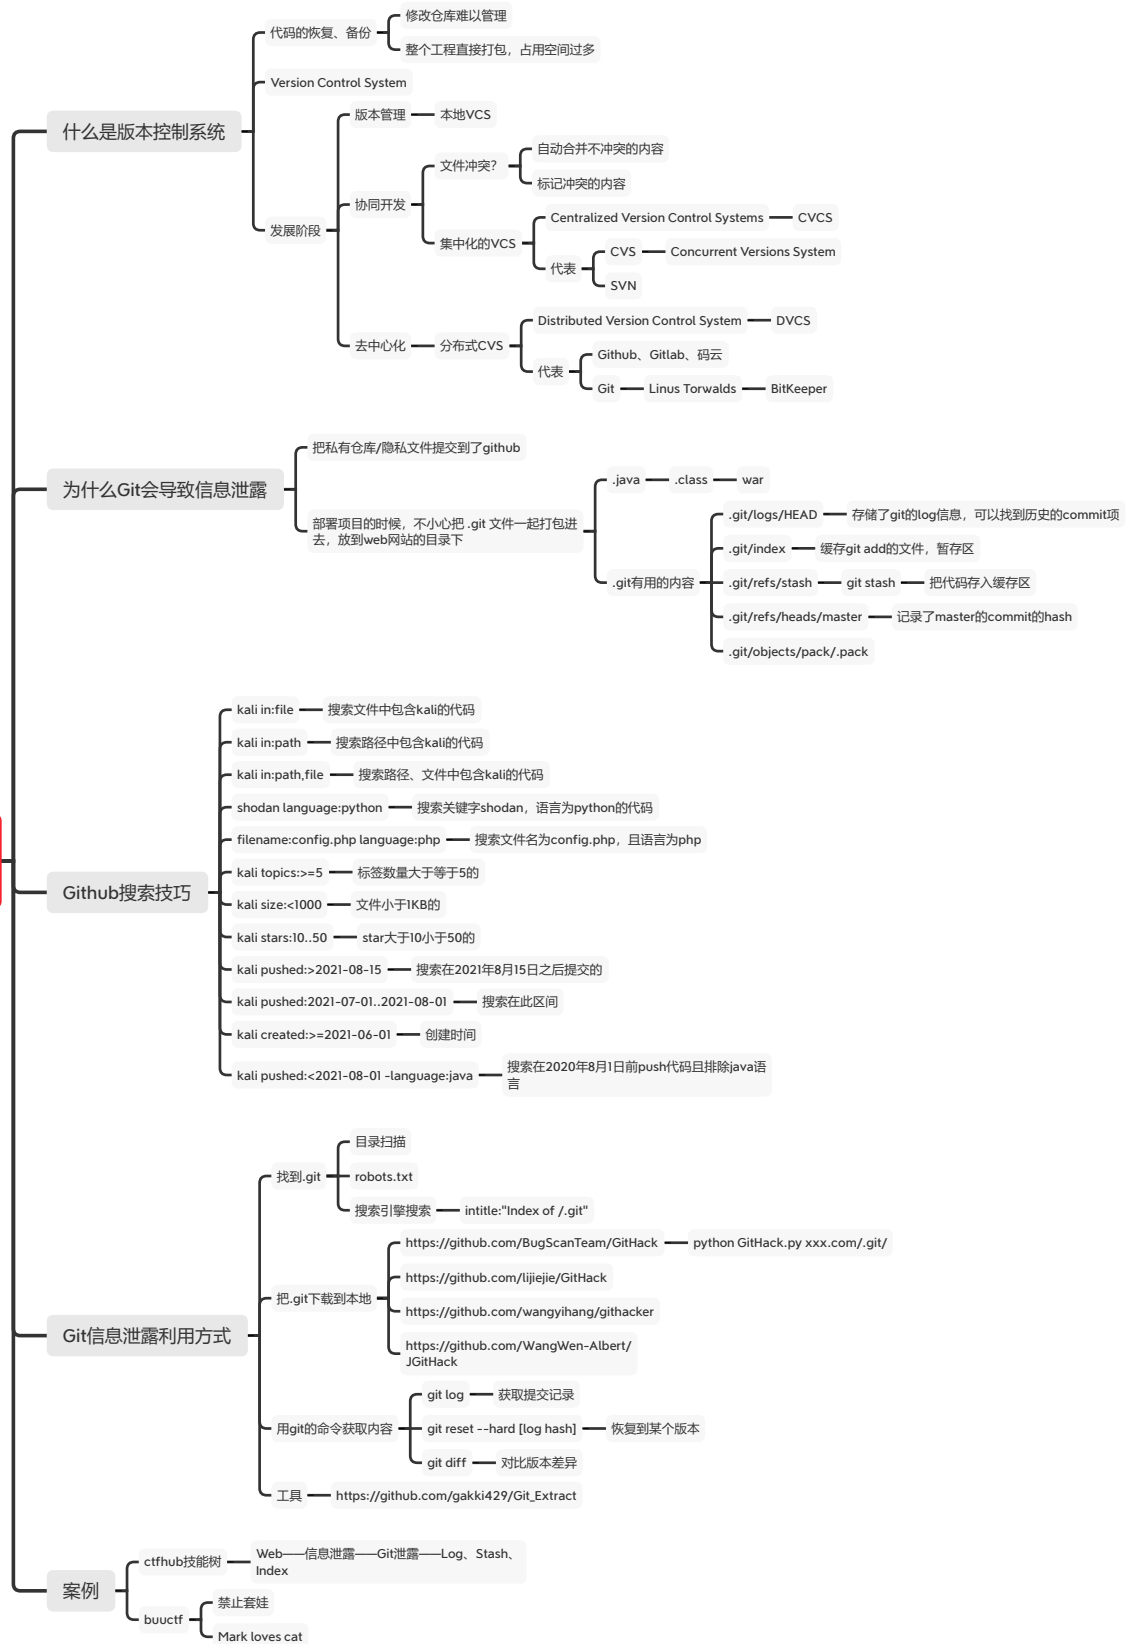 代码的恢复、备份
修改仓库难以管理
整个工程直接打包，占用空间过多
Version Control System
什么是版本控制系统
版本管理
本地VCS
协同开发
文件冲突？
自动合并不冲突的内容
标记冲突的内容
集中化的VCS
Centralized Version Control Systems
CVCS
代表
CVS
Concurrent Versions System
SVN
发展阶段
去中心化
分布式CVS
Distributed Version Control System
DVCS
代表
Github、Gitlab、码云
Git
Linus Torwalds
BitKeeper
为什么Git会导致信息泄露
把私有仓库/隐私文件提交到了github
部署项目的时候，不小心把 .git 文件一起打包进
去，放到web网站的目录下
.java
.class
war
.git有用的内容
.git/logs/HEAD
存储了git的log信息，可以找到历史的commit项
.git/index
缓存git add的文件，暂存区
.git/refs/stash
git stash
把代码存入缓存区
.git/refs/heads/master
记录了master的commit的hash
.git/objects/pack/.pack
Github搜索技巧
kali in:file
搜索文件中包含kali的代码
kali in:path
搜索路径中包含kali的代码
kali in:path,file
搜索路径、文件中包含kali的代码
shodan language:python
搜索关键字shodan，语言为python的代码
filename:config.php language:php
搜索文件名为config.php，且语言为php
kali topics:>=5
标签数量大于等于5的
kali size:<1000
文件小于1KB的
kali stars:10..50
star大于10小于50的
kali pushed:>2021-08-15
搜索在2021年8月15日之后提交的
kali pushed:2021-07-01..2021-08-01
搜索在此区间
kali created:>=2021-06-01
创建时间
kali pushed:<2021-08-01 -language:java
搜索在2020年8月1日前push代码且排除java语
言
Git信息泄露利用方式
找到.git
目录扫描
robots.txt
搜索引擎搜索
intitle:"Index of /.git"
把.git下载到本地
https://github.com/BugScanTeam/GitHack
python GitHack.py xxx.com/.git/
https://github.com/lijiejie/GitHack
https://github.com/wangyihang/githacker
https://github.com/WangWen-Albert/
JGitHack
用git的命令获取内容
git log
获取提交记录
git reset --hard [log hash]
恢复到某个版本
git diff
对比版本差异
工具
https://github.com/gakki429/Git_Extract
案例
ctfhub技能树
Web——信息泄露——Git泄露——Log、Stash、
Index
buuctf
禁止套娃
Mark loves cat